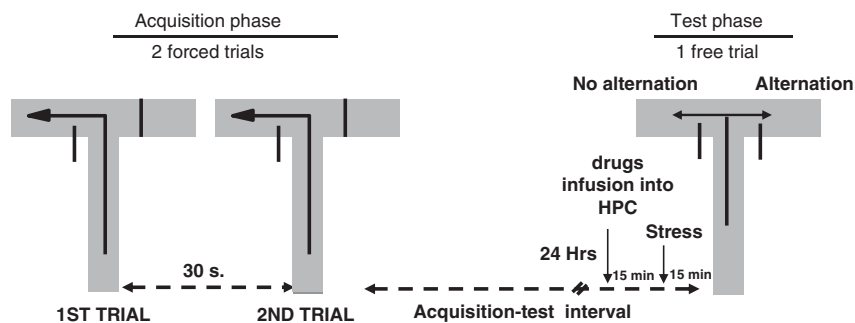 Acquisition phase
2 forced trials
Test phase
1 free trial
No alternation
Alternation
drugs
infusion into
HPC
Stress
24 Hrs
15 min
15 min
30 s.
1ST TRIAL
2ND TRIAL
Acquisition-test interval